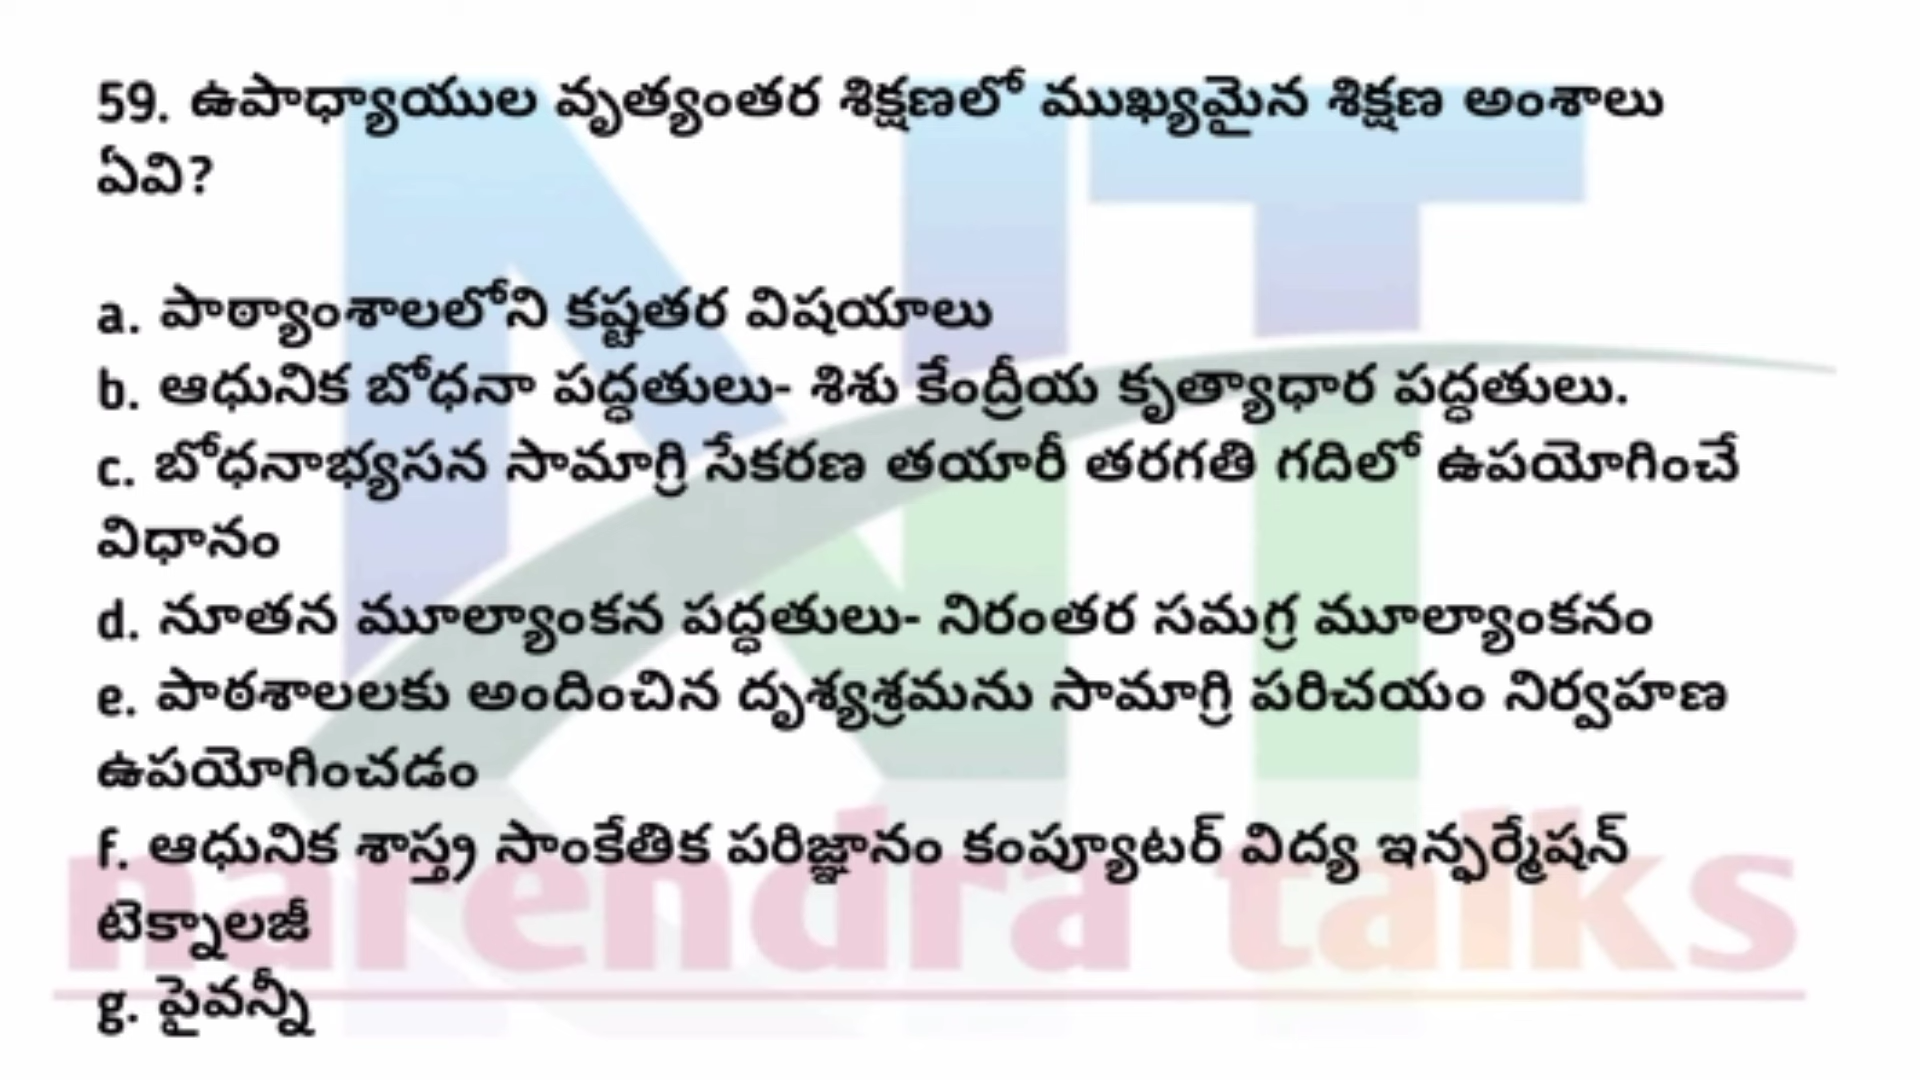 59. ఉపాధ్యాయుల వృత్యంతర శిక్షణలో ముఖ్యమైన శిక్షణ అంశాలు
ఏవి?
a. పాఠ్యాంశాలలోని కష్టతర విషయాలు
b. ఆధునిక బోధనా పద్ధతులు- శిశు కేంద్రీయ కృత్యాధార పద్ధతులు.
c. బోధనాభ్యసన సామాగ్రి సేకరణ తయారీ తరగతి గదిలో ఉపయోగించే
విధానం
d. నూతన మూల్యాంకన పద్ధతులు- నిరంతర సమగ్ర మూల్యాంకనం
e. పాఠశాలలకు అందించిన దృశ్యశ్రమను సామాగ్రి పరిచయం నిర్వహణ
ఉపయోగించడం
f. ఆధునిక శాస్త్ర సాంకేతిక పరిజ్ఞానం కంప్యూటర్ విద్య ఇన్ఫర్మేషన్
టెక్నాలజీ
g. పైవన్నీ
NT
narendra talks